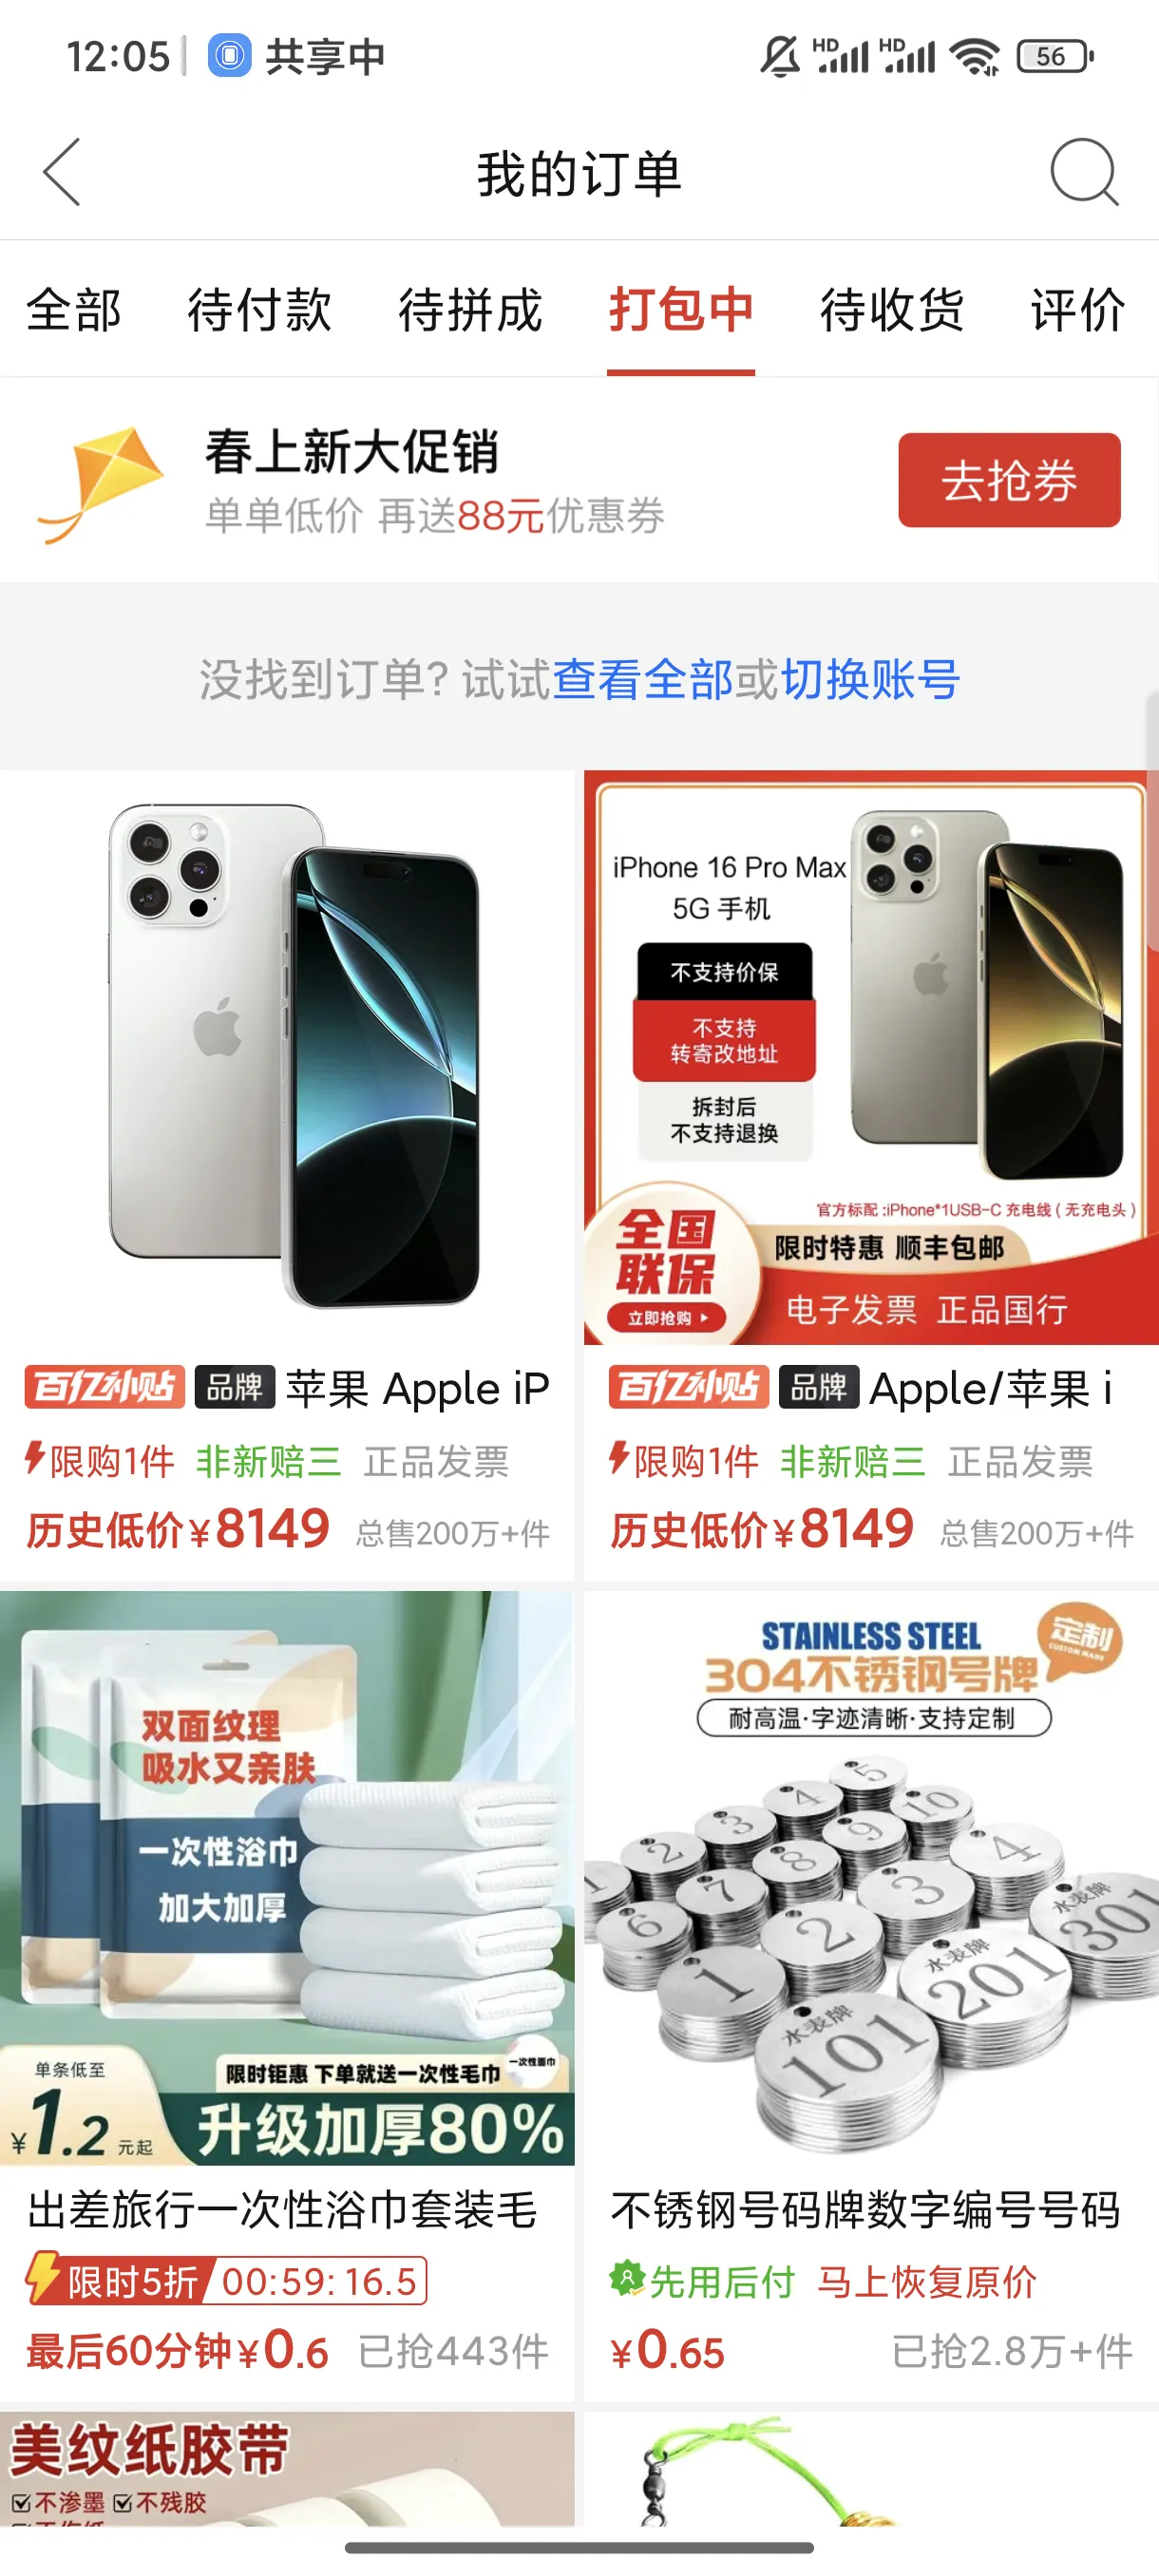 12:05 共享中 HD HD 56
我的订单
全部 待付款 待拼成 打包中 待收货 评价
春上新大促销
单单低价 再送88元优惠券
去抢券
没找到订单? 试试查看全部或切换账号
iPhone 16 Pro Max
5G 手机
不支持价保
不支持
转寄改地址
拆封后
不支持退换
官方标配:iPhone*1USB-C 充电线(无充电头)
全国
联保
立即抢购
限时特惠 顺丰包邮
电子发票 正品国行
百亿补贴 品牌 苹果 Apple iP
限购1件 非新赔三 正品发票
历史低价¥8149 总售200万+件
百亿补贴 品牌 Apple/苹果 i
限购1件 非新赔三 正品发票
历史低价¥8149 总售200万+件
双面纹理
吸水又亲肤
一次性浴巾
加大加厚
单条低至
¥1.2元起
限时钜惠 下单就送一次性毛巾
一次性面巾
升级加厚80%
出差旅行一次性浴巾套装毛
限时5折 00:59:16.5
最后60分钟¥0.6 已抢443件
STAINLESS STEEL
定制
CUSTOM MADE
304不锈钢号牌
耐高温·字迹清晰·支持定制
5
4
10
3
9
2
4
8
1
7
3
6
2
水表牌
301
1
水表牌
201
水表牌
101
不锈钢号码牌数字编号号码
先用后付 马上恢复原价
¥0.65 已抢2.8万+件
美纹纸胶带
不渗墨 不残胶